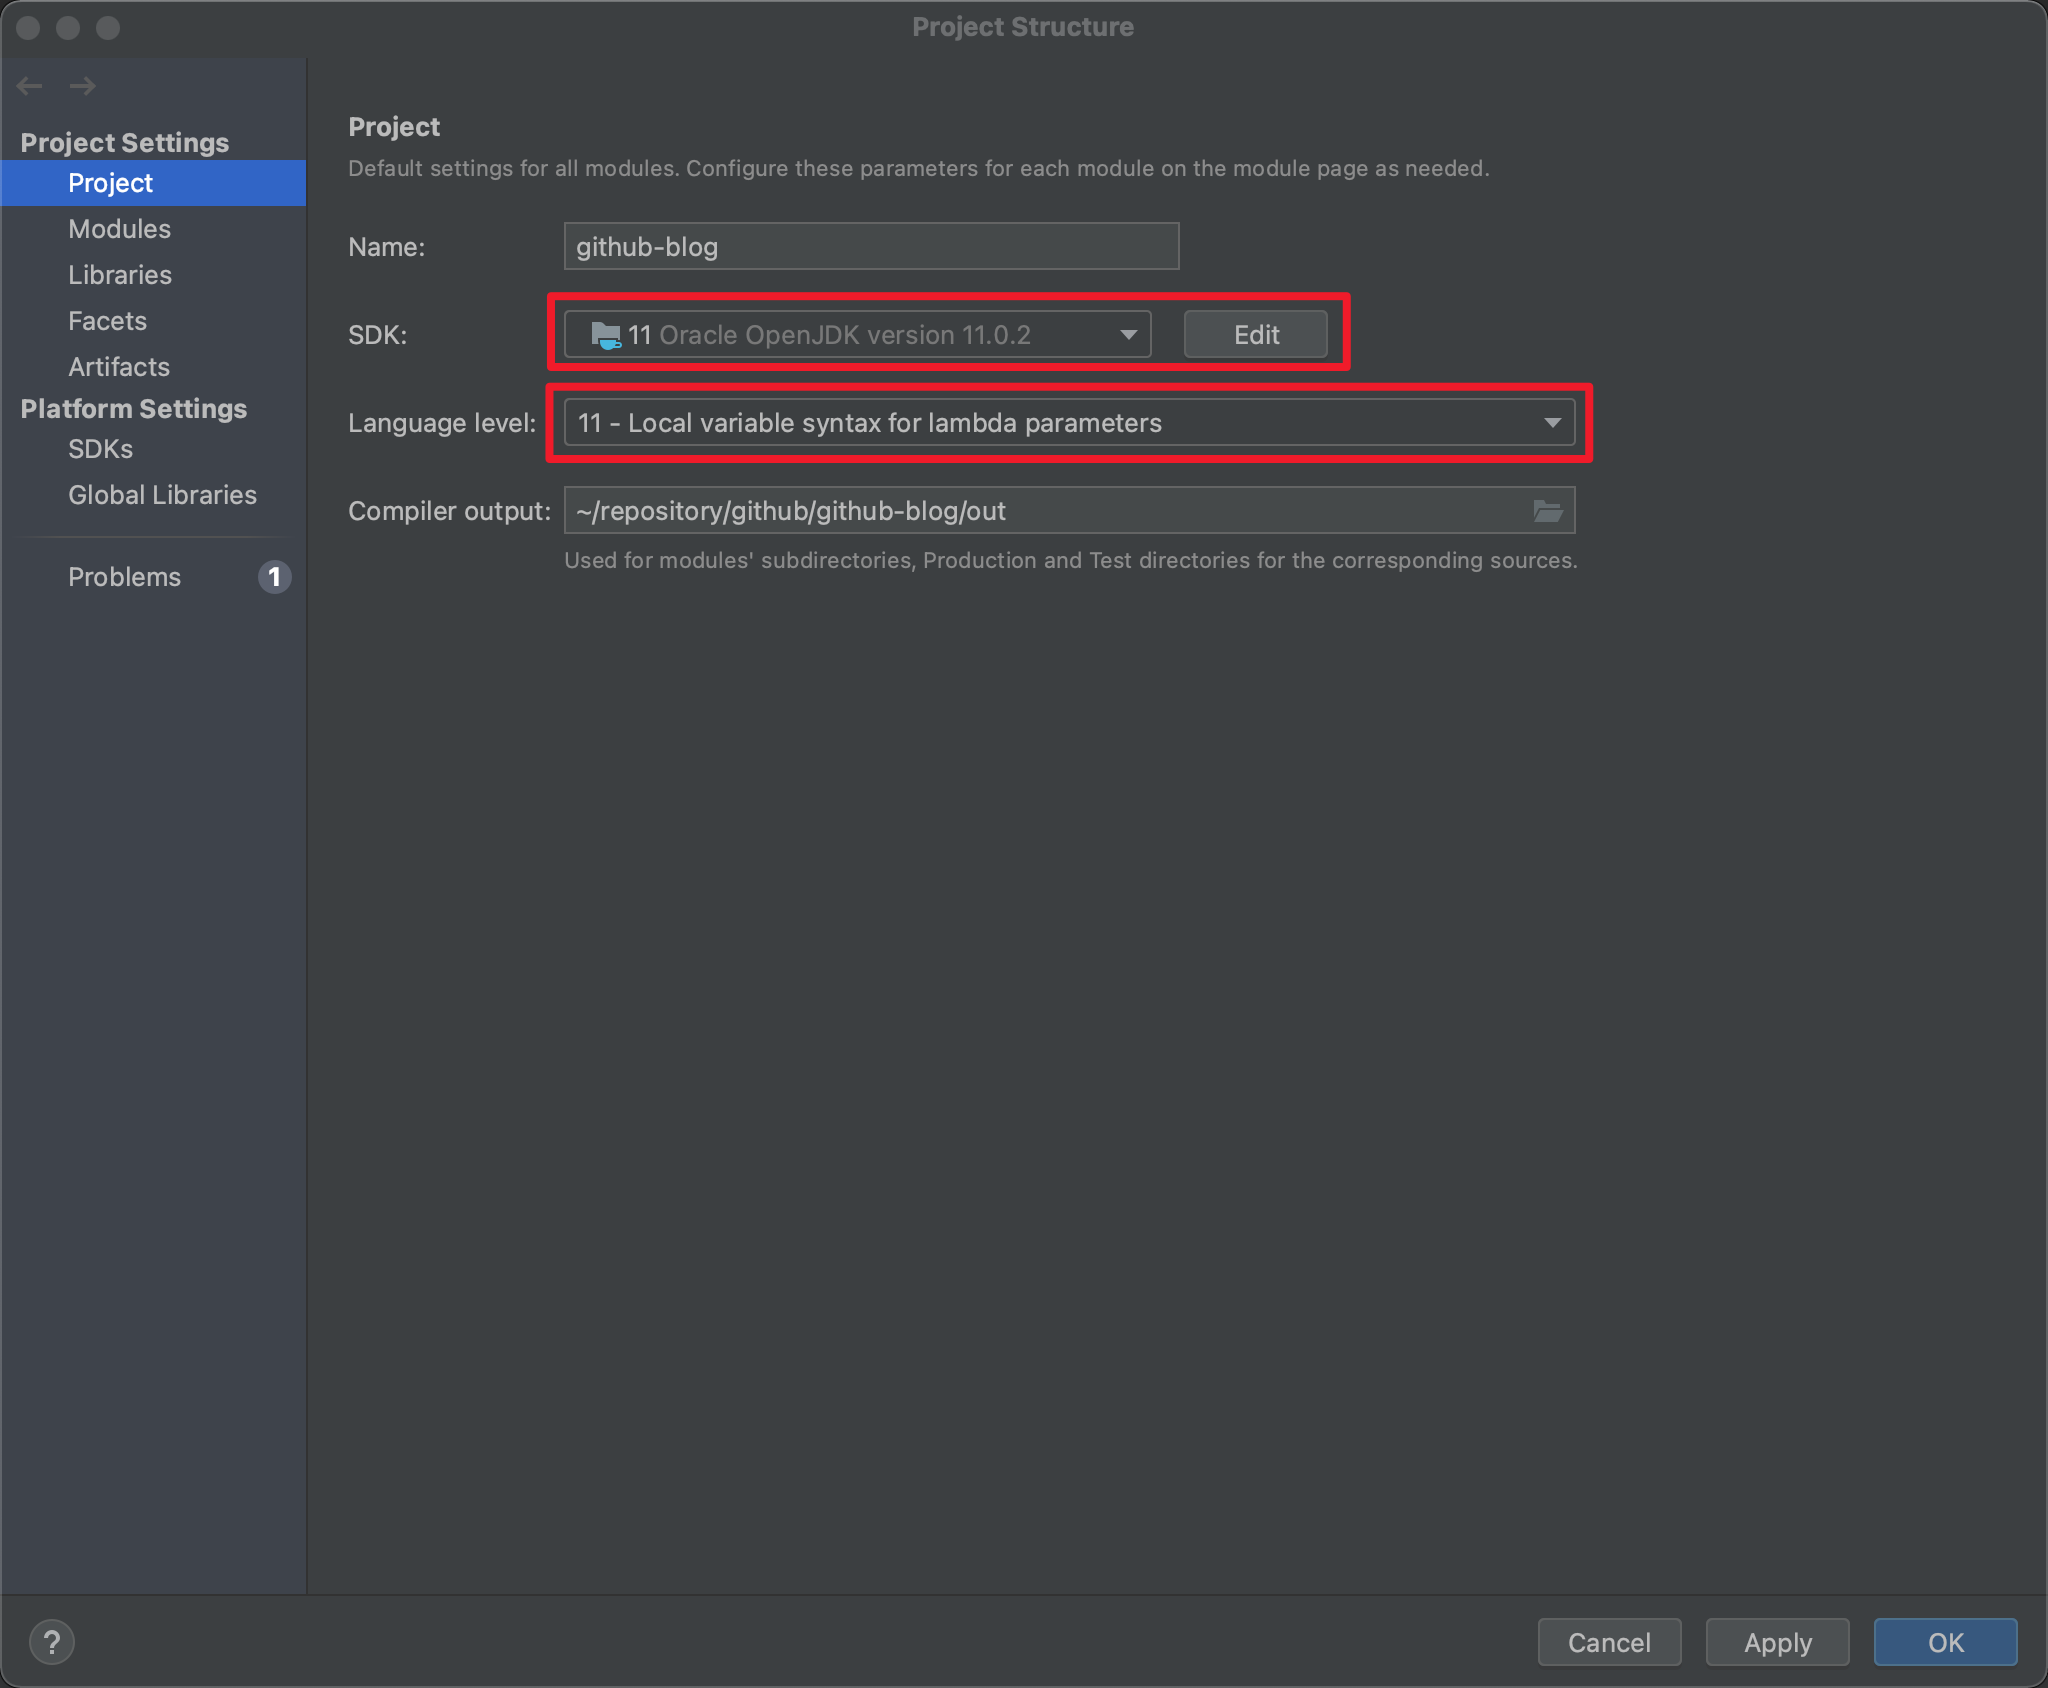 Project Structure
Project Settings
Project
Modules
Libraries
Facets
Artifacts
Platform Settings
SDKs
Global Libraries
Problems 1
Project
Default settings for all modules. Configure these parameters for each module on the module page as needed.
Name: github-blog
SDK: 11 Oracle OpenJDK version 11.0.2 Edit
Language level: 11 - Local variable syntax for lambda parameters
Compiler output: ~/repository/github/github-blog/out
Used for modules' subdirectories, Production and Test directories for the corresponding sources.
? Cancel Apply OK